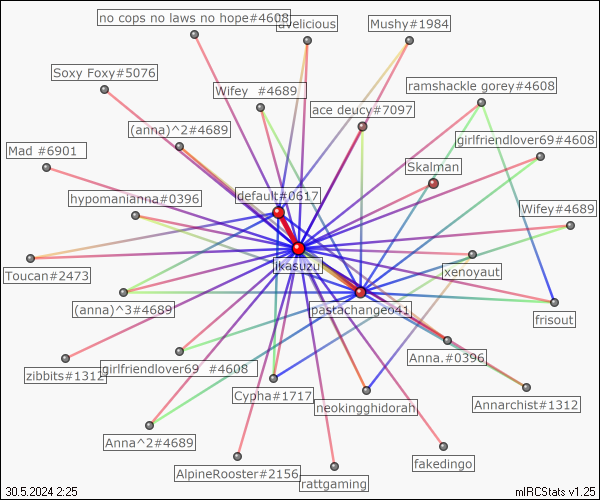 no cops no laws no hope#4608
avelicious
Mushy#1984
Soxy Foxy#5076
Wifey #4689
ramshackle gorey#4608
ace deucy#7097
(anna)^2#4689
girlfriendlover69#4608
Mad #6901
Skalman
default#0617
hypomanianna#0396
Wifey#4689
ikasuzu
Toucan#2473
xenoyaut
(anna)^3#4689
pastachangeo41
frisout
Anna.#0396
zibbits#1312
girlfriendlover69 #4608
Cypha#1717
neokingghidorah
Annarchist#1312
Anna^2#4689
AlpineRooster#2156
fakedingo
rattgaming
30.5.2024 2:25
mIRCStats v1.25